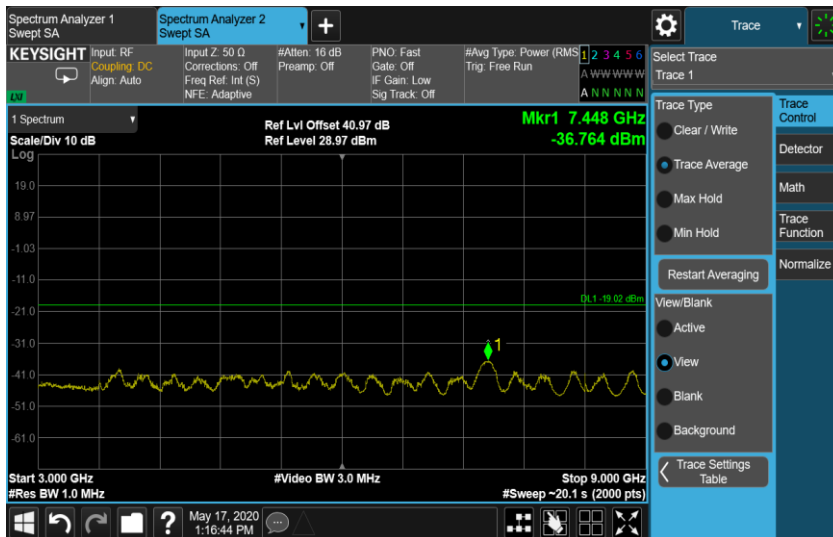 Spectrum Analyzer 1
Swept SA
Spectrum Analyzer 2
Swept SA
+
Trace
KEYSIGHT
Input: RF
Coupling: DC
Align: Auto
Input Z: 50 Ω
Corrections: Off
Freq Ref: Int (S)
NFE: Adaptive
#Atten: 16 dB
Preamp: Off
PNO: Fast
Gate: Off
IF Gain: Low
Sig Track: Off
#Avg Type: Power (RMS
Trig: Free Run
1 2 3 4 5 6
A W W W W W
A N N N N N
LXI
Select Trace
Trace 1
1 Spectrum
Scale/Div 10 dB
Ref Lvl Offset 40.97 dB
Ref Level 28.97 dBm
Mkr1 7.448 GHz
-36.764 dBm
Log
19.0
8.97
-1.03
-11.0
-21.0
-31.0
-41.0
-51.0
-61.0
DL1 -19.02 dBm
1
Start 3.000 GHz
#Res BW 1.0 MHz
#Video BW 3.0 MHz
Stop 9.000 GHz
#Sweep ~20.1 s (2000 pts)
Trace Type
Clear / Write
Trace Average
Max Hold
Min Hold
Restart Averaging
View/Blank
Active
View
Blank
Background
Trace Settings
Table
Trace
Control
Detector
Math
Trace
Function
Normalize
?
May 17, 2020
1:16:44 PM